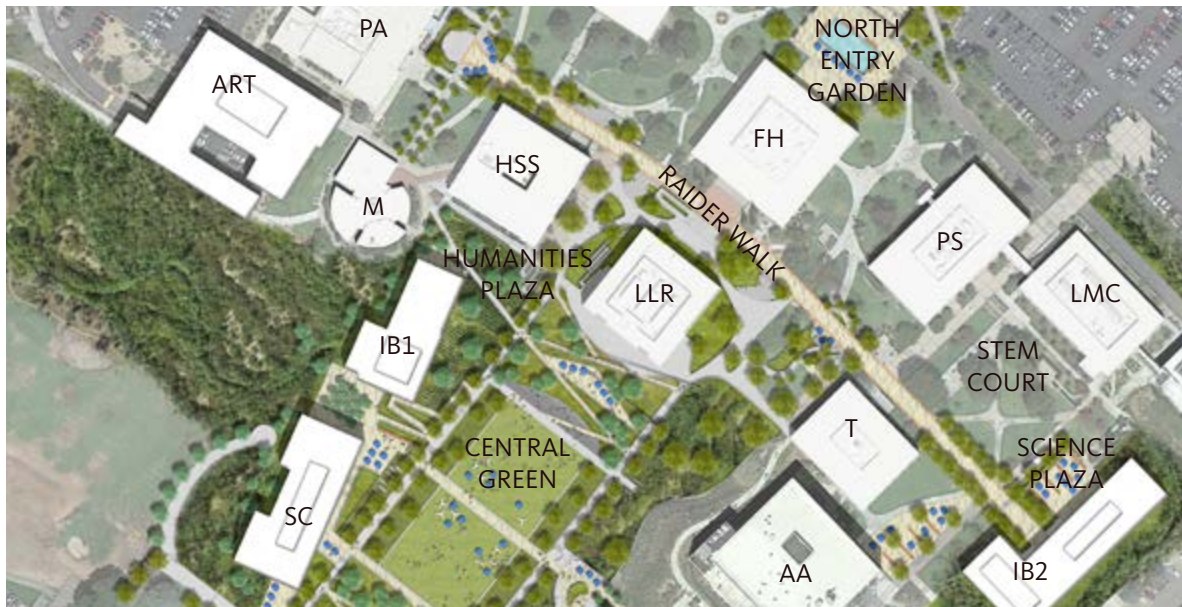 PA
NORTH
ENTRY
GARDEN
ART
FH
HSS
RAIDER WALK
M
PS
HUMANITIES
PLAZA
LLR
LMC
IB1
STEM
COURT
T
CENTRAL
GREEN
SCIENCE
PLAZA
SC
AA
IB2